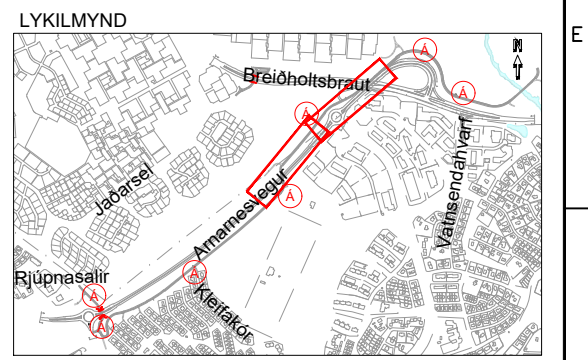 LYKILMYND
E
N
Á
Breiðholtsbraut
Á
Á
Jaðarsel
Vatnsendahvarf
Á
Arnarnesvegur
Rjúpnasalir
Á
Kleifakór
Á
Á